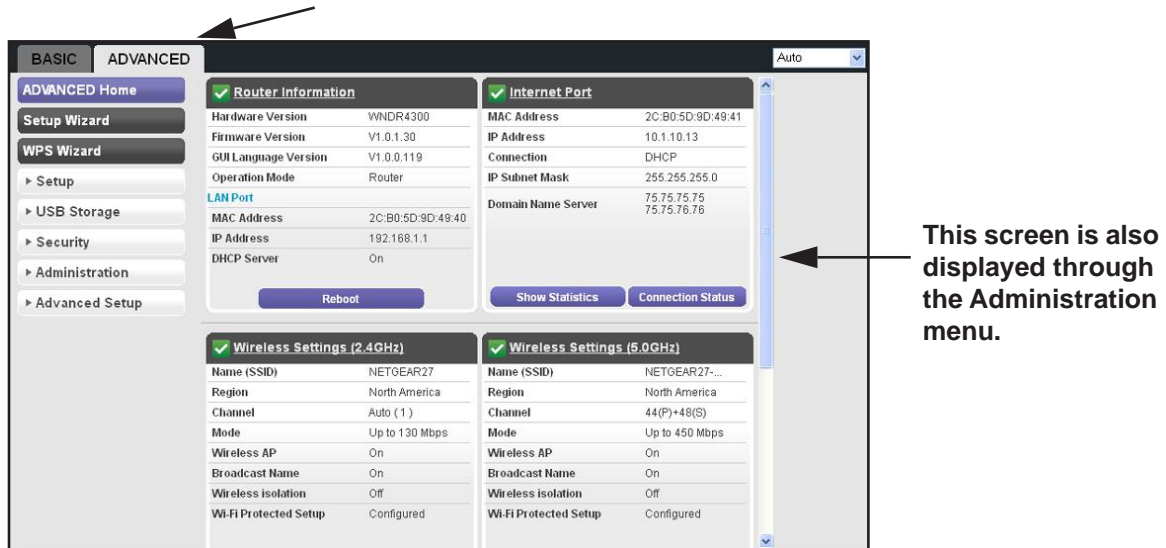 BASIC
ADVANCED
Auto
ADVANCED Home
Setup Wizard
WPS Wizard
Setup
USB Storage
Security
Administration
Advanced Setup
Router Information
Hardware Version WNDR4300
Firmware Version V1.0.1.30
GUI Language Version V1.0.0.119
Operation Mode Router
LAN Port
MAC Address 2C:B0:5D:9D:49:40
IP Address 192.168.1.1
DHCP Server On
Reboot
Internet Port
MAC Address 2C:B0:5D:9D:49:41
IP Address 10.1.10.13
Connection DHCP
IP Subnet Mask 255.255.255.0
Domain Name Server 75.75.75.75
75.75.76.76
Show Statistics
Connection Status
Wireless Settings (2.4GHz)
Name (SSID) NETGEAR27
Region North America
Channel Auto ( 1 )
Mode Up to 130 Mbps
Wireless AP On
Broadcast Name On
Wireless isolation Off
Wi-Fi Protected Setup Configured
Wireless Settings (5.0GHz)
Name (SSID) NETGEAR27-...
Region North America
Channel 44(P)+48(S)
Mode Up to 450 Mbps
Wireless AP On
Broadcast Name On
Wireless isolation Off
Wi-Fi Protected Setup Configured
This screen is also
displayed through
the Administration
menu.